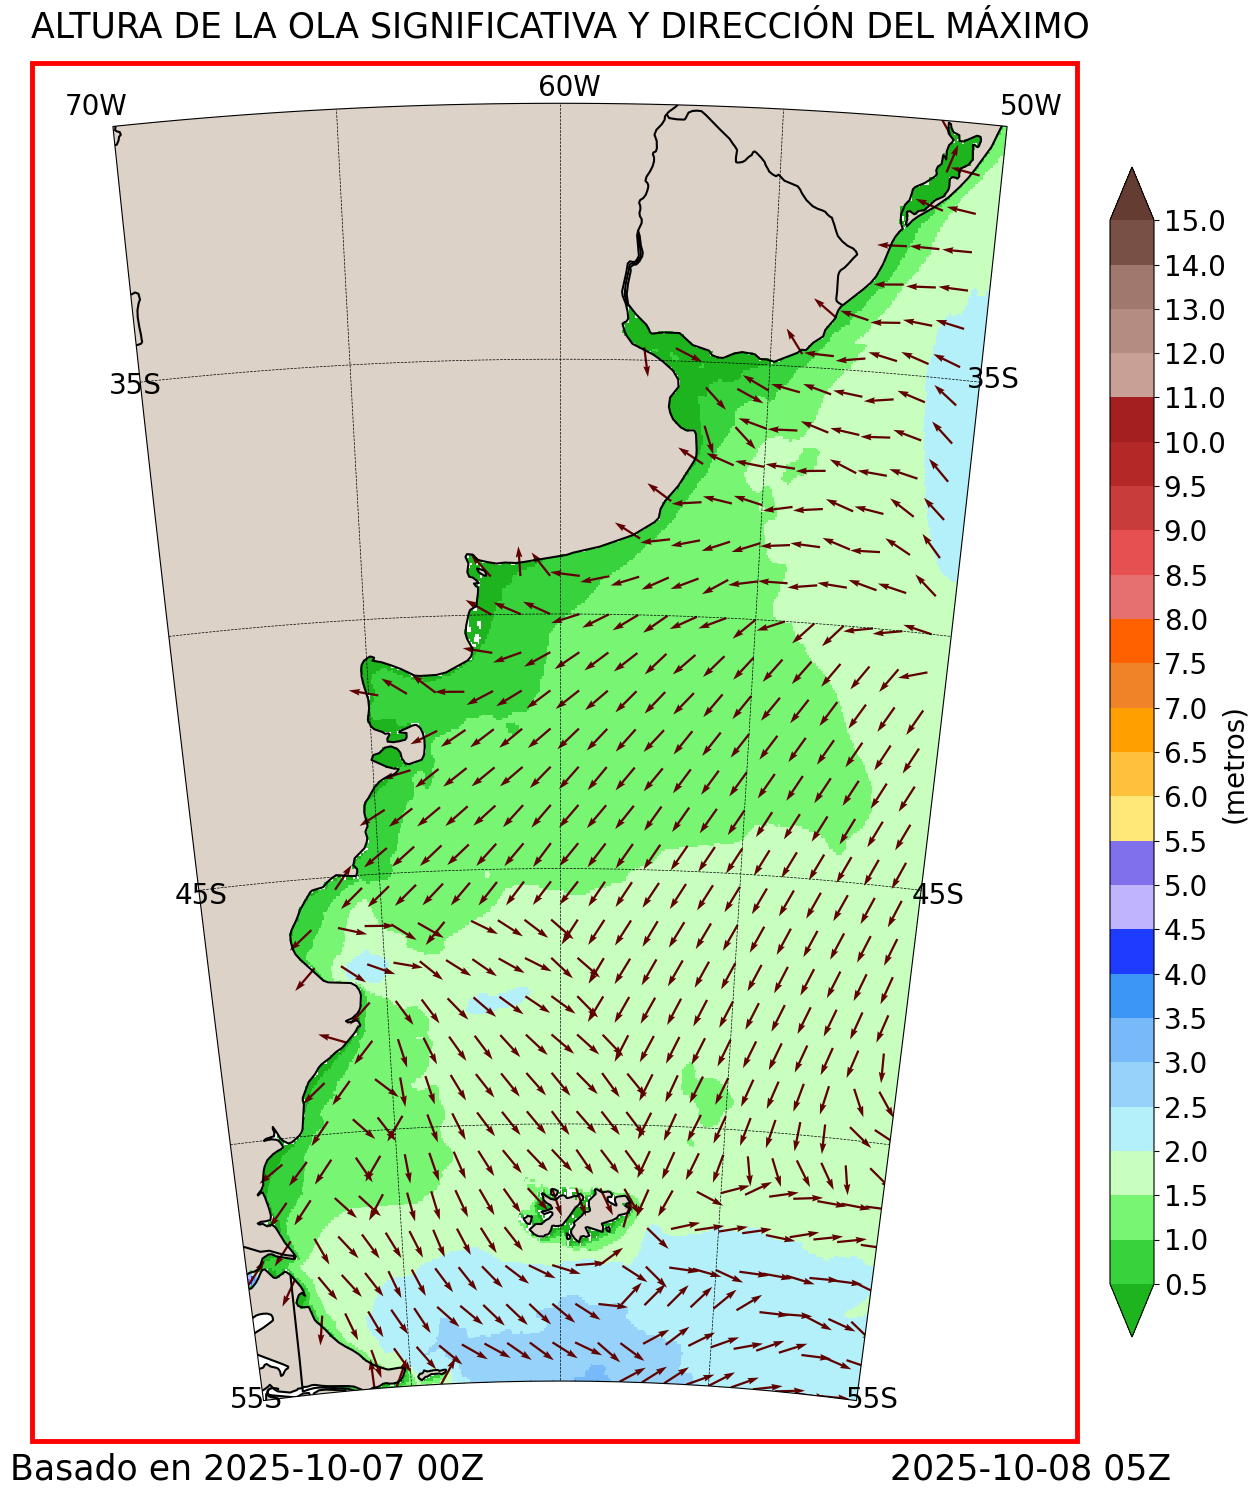 ALTURA DE LA OLA SIGNIFICATIVA Y DIRECCIÓN DEL MÁXIMO
70W
60W
50W
35S
35S
45S
45S
55S
55S
15.0
14.0
13.0
12.0
11.0
10.0
9.5
9.0
8.5
8.0
7.5
7.0
6.5
6.0
5.5
5.0
4.5
4.0
3.5
3.0
2.5
2.0
1.5
1.0
0.5
(metros)
Basado en 2025-10-07 00Z
2025-10-08 05Z